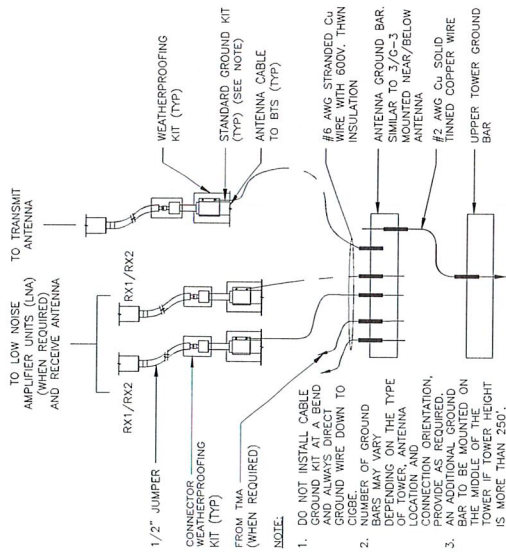 TO LOW NOISE
AMPLIFIER UNITS (LNA)
(WHEN REQUIRED)
AND RECEIVE ANTENNA
TO TRANSMIT
ANTENNA
RX1/RX2
RX1/RX2
1/2" JUMPER
CONNECTOR
WEATHERPROOFING
KIT (TYP)
FROM TMA
(WHEN REQUIRED)
WEATHERPROOFING
KIT (TYP)
STANDARD GROUND KIT
(TYP) (SEE NOTE)
ANTENNA CABLE
TO BTS (TYP)
#6 AWG STRANDED Cu
WIRE WITH 600V. THWN
INSULATION
ANTENNA GROUND BAR.
SIMILAR TO 3/G-3
MOUNTED NEAR/BELOW
ANTENNA
#2 AWG Cu SOLID
TINNED COPPER WIRE
UPPER TOWER GROUND
BAR
NOTE:
1. DO NOT INSTALL CABLE
GROUND KIT AT A BEND
AND ALWAYS DIRECT
GROUND WIRE DOWN TO
CIGBE.
2. NUMBER OF GROUND
BARS MAY VARY
DEPENDING ON THE TYPE
OF TOWER, ANTENNA
LOCATION AND
CONNECTION ORIENTATION,
PROVIDE AS REQUIRED.
3. AN ADDITIONAL GROUND
BAR TO BE MOUNTED ON
THE MIDDLE OF THE
TOWER IF TOWER HEIGHT
IS MORE THAN 250'.